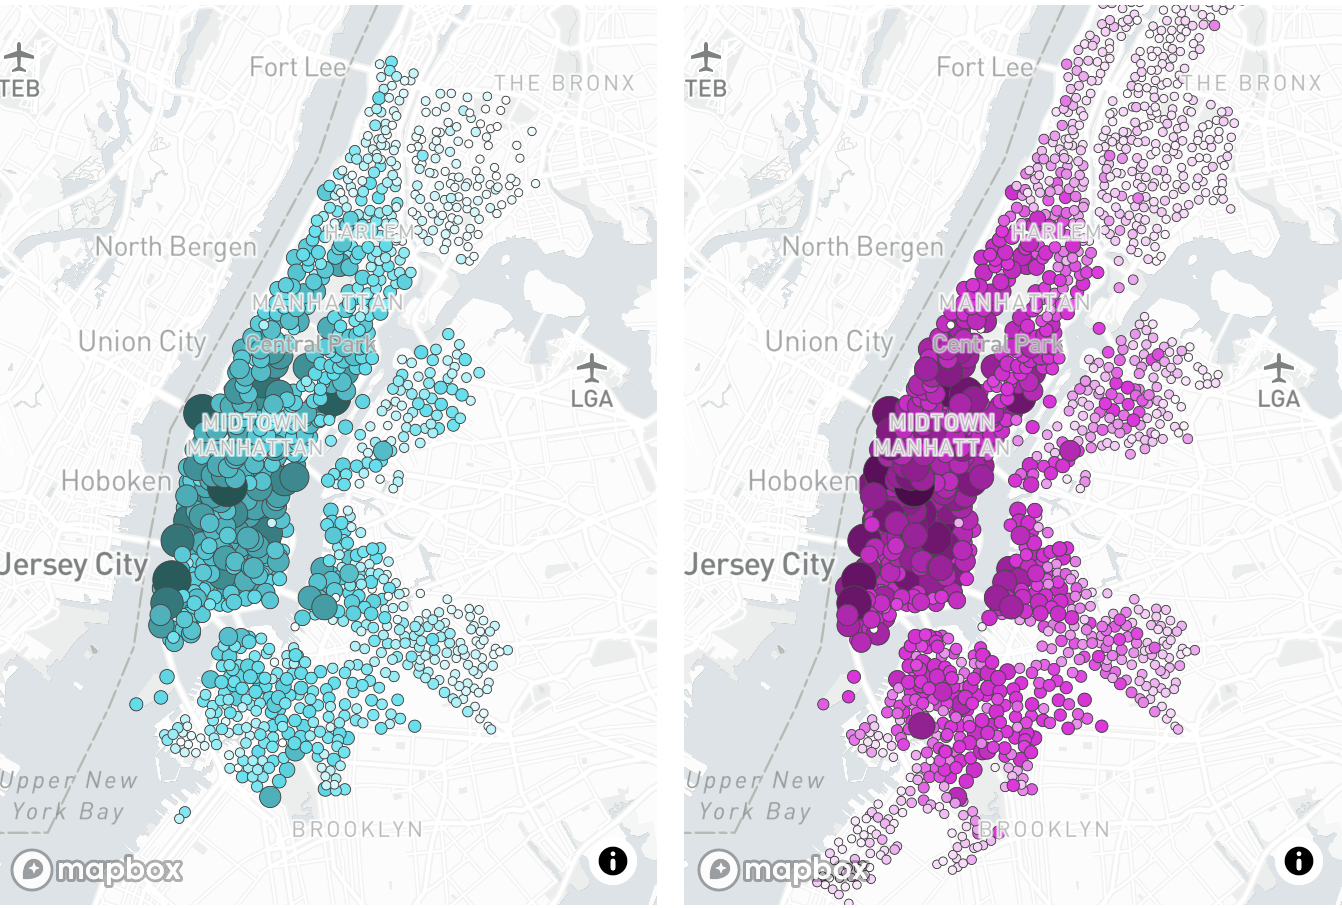 Fort Lee
THE BRONX
TEB
HARLEM
North Bergen
MANHATTAN
Union City
Central Park
LGA
MIDTOWN
MANHATTAN
Hoboken
Jersey City
Upper New
York Bay
BROOKLYN
mapbox
Fort Lee
THE BRONX
TEB
HARLEM
North Bergen
MANHATTAN
Union City
Central Park
LGA
MIDTOWN
MANHATTAN
Hoboken
Jersey City
Upper New
York Bay
BROOKLYN
mapbox